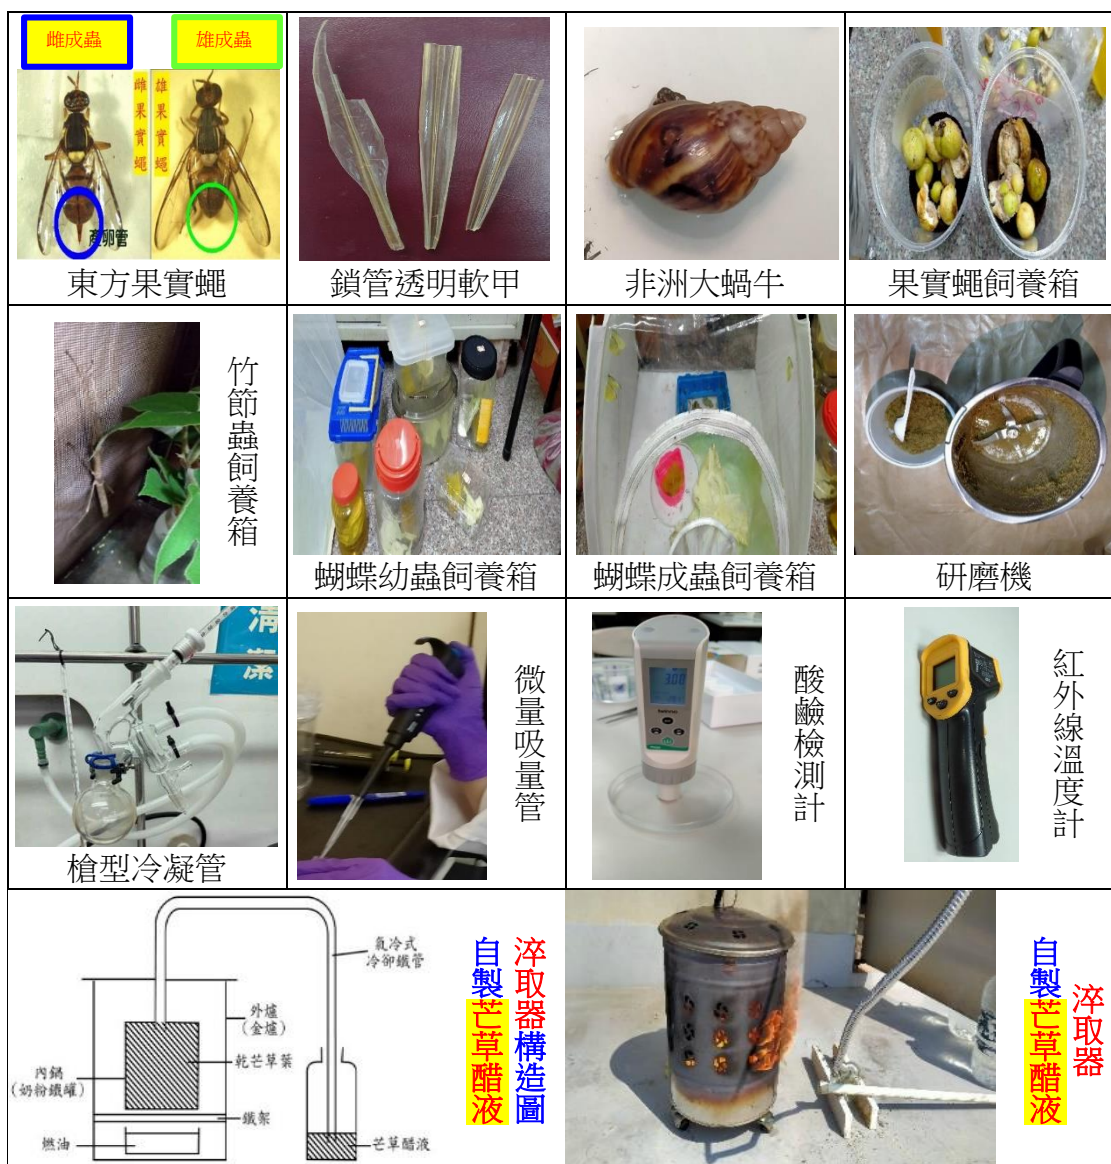 雌成蟲
雄成蟲
雌果實蠅
雄果實蠅
產卵管
東方果實蠅
鎖管透明軟甲
非洲大蝸牛
果實蠅飼養箱
竹節蟲飼養箱
蝴蝶幼蟲飼養箱
蝴蝶成蟲飼養箱
研磨機
清
潔
槍型冷凝管
微量吸量管
酸鹼檢測計
紅外線溫度計
氣冷式
冷卻鐵管
外爐
(金爐)
內鍋
(奶粉鐵罐)
乾芒草葉
鐵架
燃油
芒草醋液
自製芒草醋液
淬取器構造圖
自製芒草醋液
淬取器